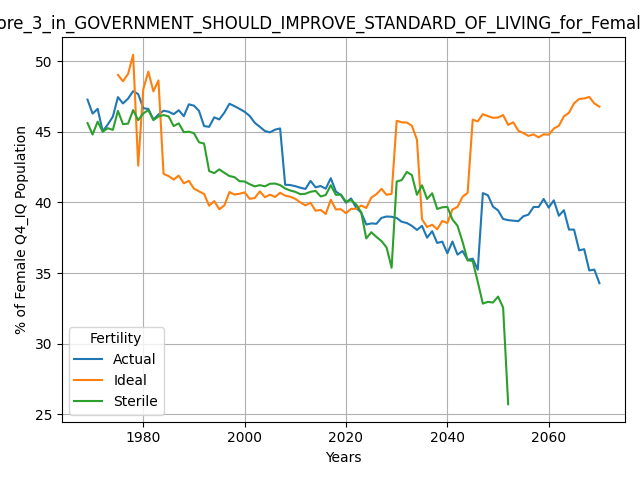 ore_3_in_GOVERNMENT_SHOULD_IMPROVE_STANDARD_OF_LIVING_for_Femal
50
45
40
35
30
25
% of Female Q4_IQ Population
Fertility
Actual
Ideal
Sterile
1980
2000
2020
2040
2060
Years